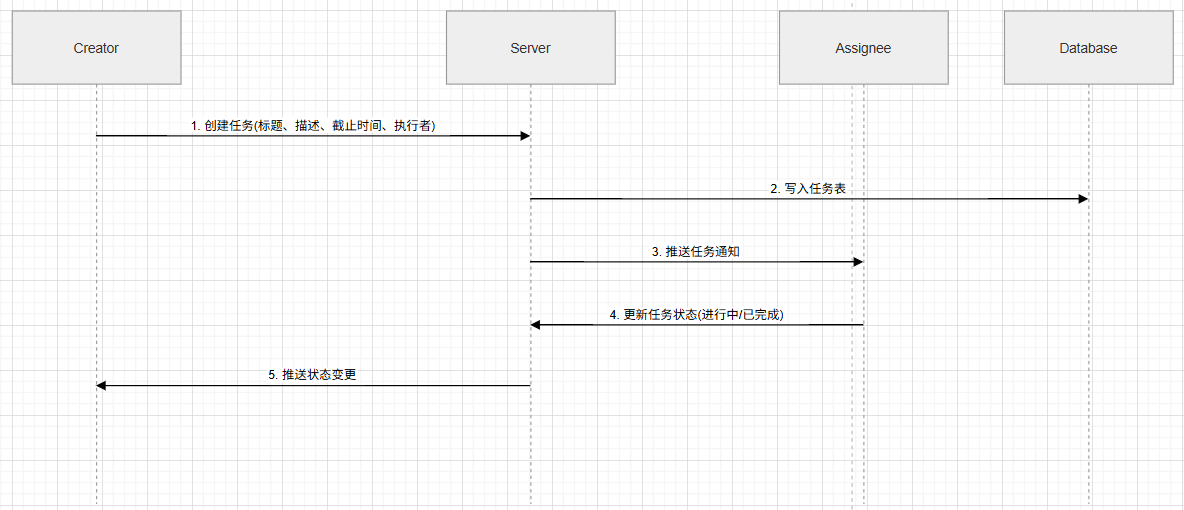 Creator
Server
Assignee
Database
1. 创建任务(标题、描述、截止时间、执行者)
2. 写入任务表
3. 推送任务通知
4. 更新任务状态(进行中/已完成)
5. 推送状态变更